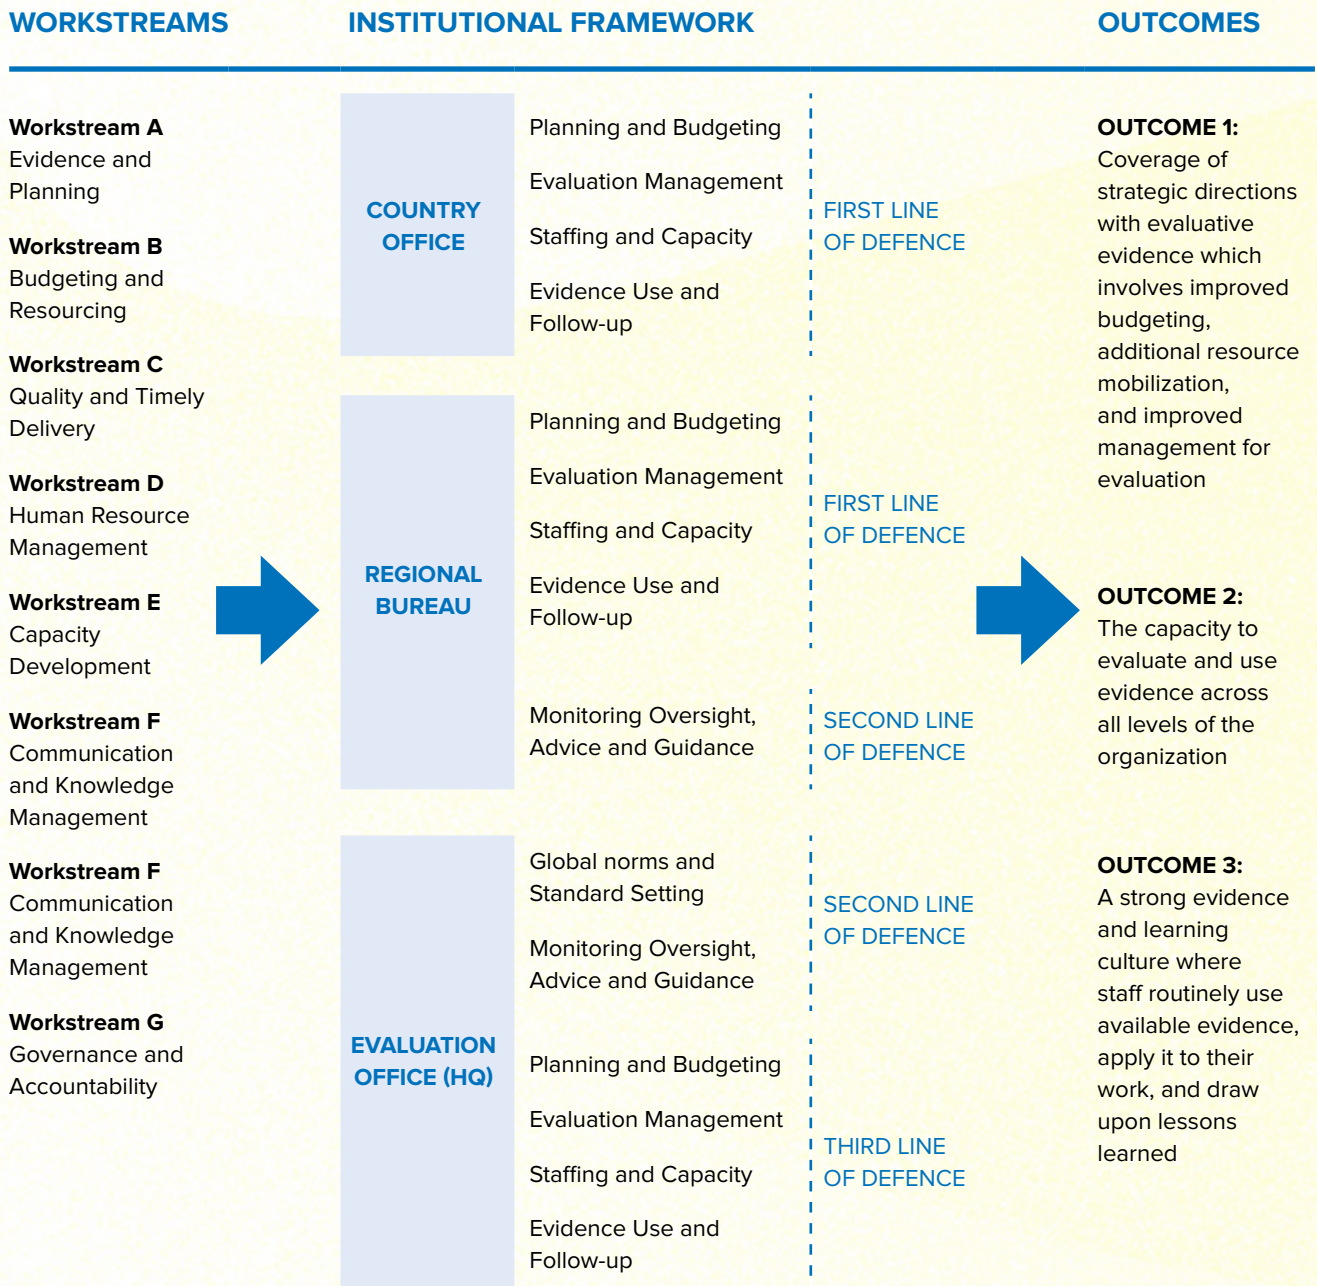 WORKSTREAMS
INSTITUTIONAL FRAMEWORK
OUTCOMES
Workstream A
Evidence and
Planning
Workstream B
Budgeting and
Resourcing
Workstream C
Quality and Timely
Delivery
Workstream D
Human Resource
Management
Workstream E
Capacity
Development
Workstream F
Communication
and Knowledge
Management
Workstream F
Communication
and Knowledge
Management
Workstream G
Governance and
Accountability
COUNTRY
OFFICE
Planning and Budgeting
Evaluation Management
Staffing and Capacity
Evidence Use and
Follow-up
FIRST LINE
OF DEFENCE
REGIONAL
BUREAU
Planning and Budgeting
Evaluation Management
Staffing and Capacity
Evidence Use and
Follow-up
FIRST LINE
OF DEFENCE
Monitoring Oversight,
Advice and Guidance
SECOND LINE
OF DEFENCE
EVALUATION
OFFICE (HQ)
Global norms and
Standard Setting
Monitoring Oversight,
Advice and Guidance
SECOND LINE
OF DEFENCE
Planning and Budgeting
Evaluation Management
Staffing and Capacity
Evidence Use and
Follow-up
THIRD LINE
OF DEFENCE
OUTCOME 1:
Coverage of
strategic directions
with evaluative
evidence which
involves improved
budgeting,
additional resource
mobilization,
and improved
management for
evaluation
OUTCOME 2:
The capacity to
evaluate and use
evidence across
all levels of the
organization
OUTCOME 3:
A strong evidence
and learning
culture where
staff routinely use
available evidence,
apply it to their
work, and draw
upon lessons
learned